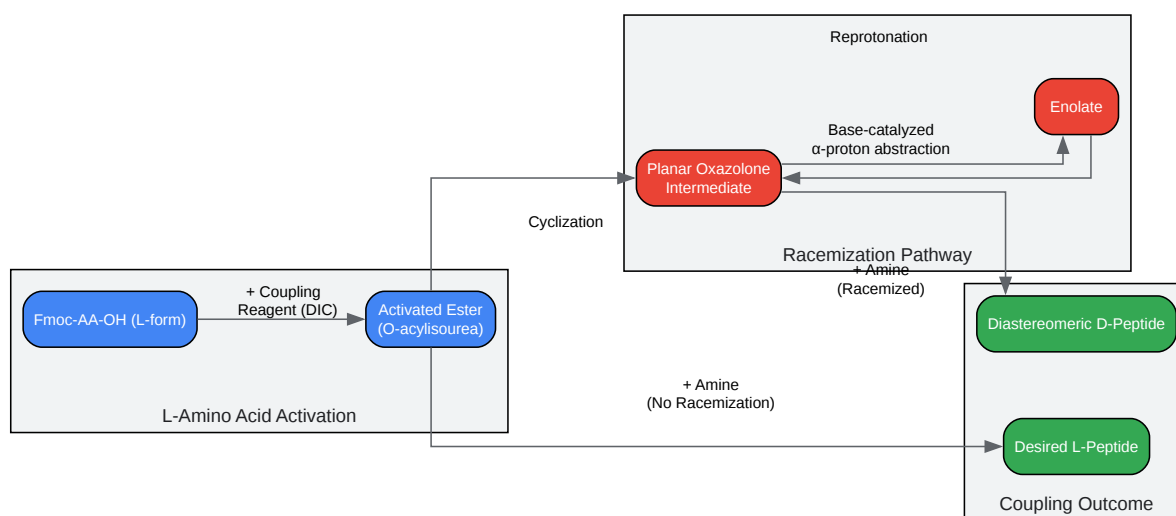 Reprotonation
Enolate
Base-catalyzed
α-proton abstraction
Planar Oxazolone
Intermediate
Cyclization
Racemization Pathway
+ Amine
(Racemized)
+ Coupling
Reagent (DIC)
Fmoc-AA-OH (L-form)
Activated Ester
(O-acylisourea)
Diastereomeric D-Peptide
L-Amino Acid Activation
+ Amine
(No Racemization)
Desired L-Peptide
Coupling Outcome